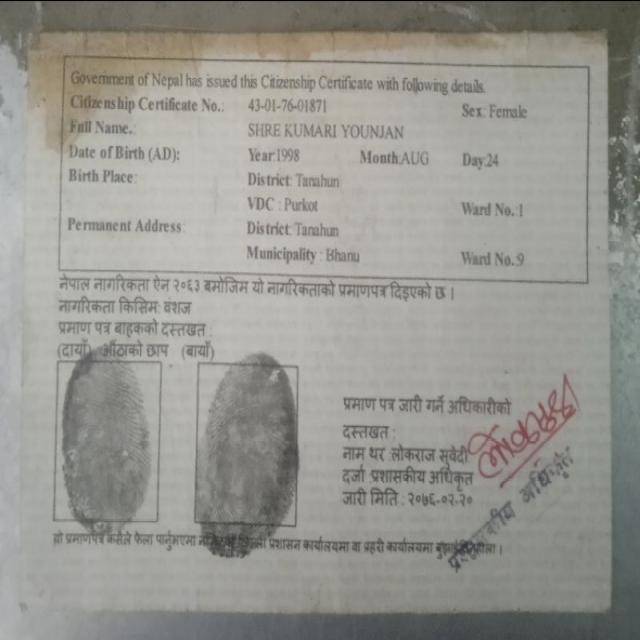 Government of Nepal has issued this Citizenship Certificate with following details.
Citizenship Certificate No.: 43-01-76-01871 Sex: Female
Full Name.: SHRE KUMARI YOUNJAN
Date of Birth (AD): Year:1998 Month:AUG Day:24
Birth Place: District: Tanahun
VDC : Purkot Ward No.:1
Permanent Address: District: Tanahun
Municipality : Bhanu Ward No.:9
नेपाल नागरिकता ऐन २०६३ बमोजिम यो नागरिकताको प्रमाणपत्र दिइएको छ ।
नागरिकता किसिम: वंशज
प्रमाण पत्र बाहकको दस्तखत :
(दायाँ) औंठाको छाप (बायाँ)
प्रमाण पत्र जारी गर्ने अधिकारीको
दस्तखत :
नाम थर: लोकराज सुवेदी
दर्जा: प्रशासकीय अधिकृत
जारी मिति : २०७६-०२-२०
प्रशासकीय अधिकृत
यो प्रमाणपत्र कसैले फेला पार्नुभएमा प्रशासन कार्यालयमा वा प्रहरी कार्यालयमा